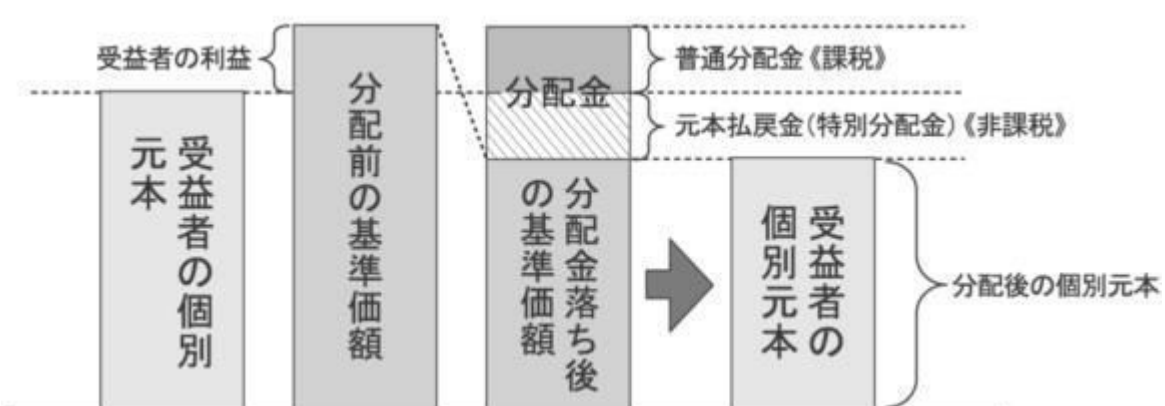 受益者の利益
受益者の個別
元本
分配前の基準価額
分配金
分配金落ち後
の基準価額
普通分配金《課税》
元本払戻金(特別分配金)《非課税》
受益者の
個別元本
分配後の個別元本